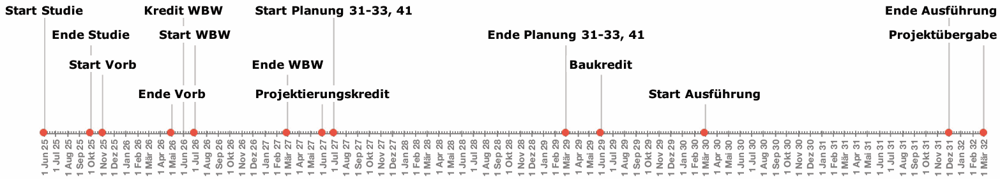 Start Studie
Kredit WBW
Start Planung 31-33, 41
Ende Ausführung
Ende Studie
Start WBW
Ende Planung 31-33, 41
Projektübergabe
Start Vorb
Ende WBW
Baukredit
Ende Vorb
Projektierungskredit
Start Ausführung
1 Jun 25
1 Jul 25
1 Aug 25
1 Sep 25
1 Okt 25
1 Nov 25
1 Dez 25
1 Jan 26
1 Feb 26
1 Mär 26
1 Apr 26
1 Mai 26
1 Jun 26
1 Jul 26
1 Aug 26
1 Sep 26
1 Okt 26
1 Nov 26
1 Dez 26
1 Jan 27
1 Feb 27
1 Mär 27
1 Apr 27
1 Mai 27
1 Jun 27
1 Jul 27
1 Aug 27
1 Sep 27
1 Okt 27
1 Nov 27
1 Dez 27
1 Jan 28
1 Feb 28
1 Mär 28
1 Apr 28
1 Mai 28
1 Jun 28
1 Jul 28
1 Aug 28
1 Sep 28
1 Okt 28
1 Nov 28
1 Dez 28
1 Jan 29
1 Feb 29
1 Mär 29
1 Apr 29
1 Mai 29
1 Jun 29
1 Jul 29
1 Aug 29
1 Sep 29
1 Okt 29
1 Nov 29
1 Dez 29
1 Jan 30
1 Feb 30
1 Mär 30
1 Apr 30
1 Mai 30
1 Jun 30
1 Jul 30
1 Aug 30
1 Sep 30
1 Okt 30
1 Nov 30
1 Dez 30
1 Jan 31
1 Feb 31
1 Mär 31
1 Apr 31
1 Mai 31
1 Jun 31
1 Jul 31
1 Aug 31
1 Sep 31
1 Okt 31
1 Nov 31
1 Dez 31
1 Jan 32
1 Feb 32
1 Mär 32